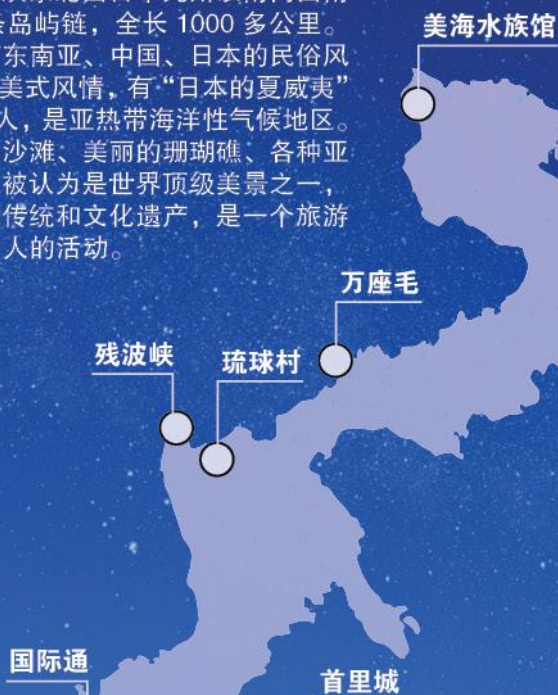 条岛屿链，全长 1000 多公里。
东南亚、中国、日本的民俗风
美式风情，有“日本的夏威夷”
人，是亚热带海洋性气候地区。
沙滩、美丽的珊瑚礁、各种亚
被认为是世界顶级美景之一，
传统和文化遗产，是一个旅游
人的活动。
美海水族馆
万座毛
残波峡
琉球村
国际通
首里城